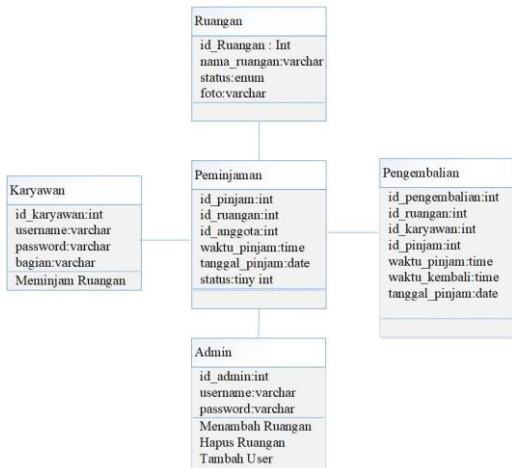 Ruangan
id_Ruangan : Int
nama_ruangan:varchar
status:enum
foto:varchar
Karyawan
id_karyawan:int
username:varchar
password:varchar
bagian:varchar
Meminjam Ruangan
Peminjaman
id_pinjam:int
id_ruangan:int
id_anggota:int
waktu_pinjam:time
tanggal_pinjam:date
status:tiny int
Pengembalian
id_pengembalian:int
id_ruangan:int
id_karyawan:int
id_pinjam:int
waktu_pinjam:time
waktu_kembali:time
tanggal_pinjam:date
Admin
id_admin:int
username:varchar
password:varchar
Menambah Ruangan
Hapus Ruangan
Tambah User